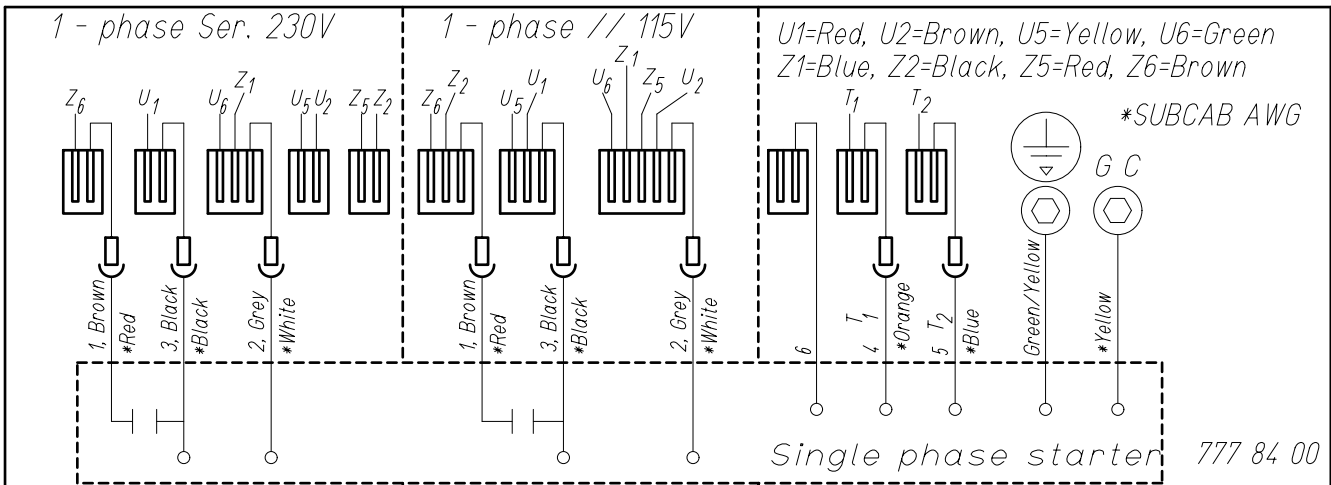 1 - phase Ser. 230V
Z6 U1 U6 Z1 U5 U2 Z5 Z2
1, Brown
*Red
3, Black
*Black
2, Grey
*White
1 - phase // 115V
Z6 Z2 U5 U1 U6 Z1 Z5 U2
1, Brown
*Red
3, Black
*Black
2, Grey
*White
U1=Red, U2=Brown, U5=Yellow, U6=Green
Z1=Blue, Z2=Black, Z5=Red, Z6=Brown
*SUBCAB AWG
T1 T2
G C
6
4 T1
*Orange
5 T2
*Blue
Green/Yellow
*Yellow
Single phase starter
777 84 00